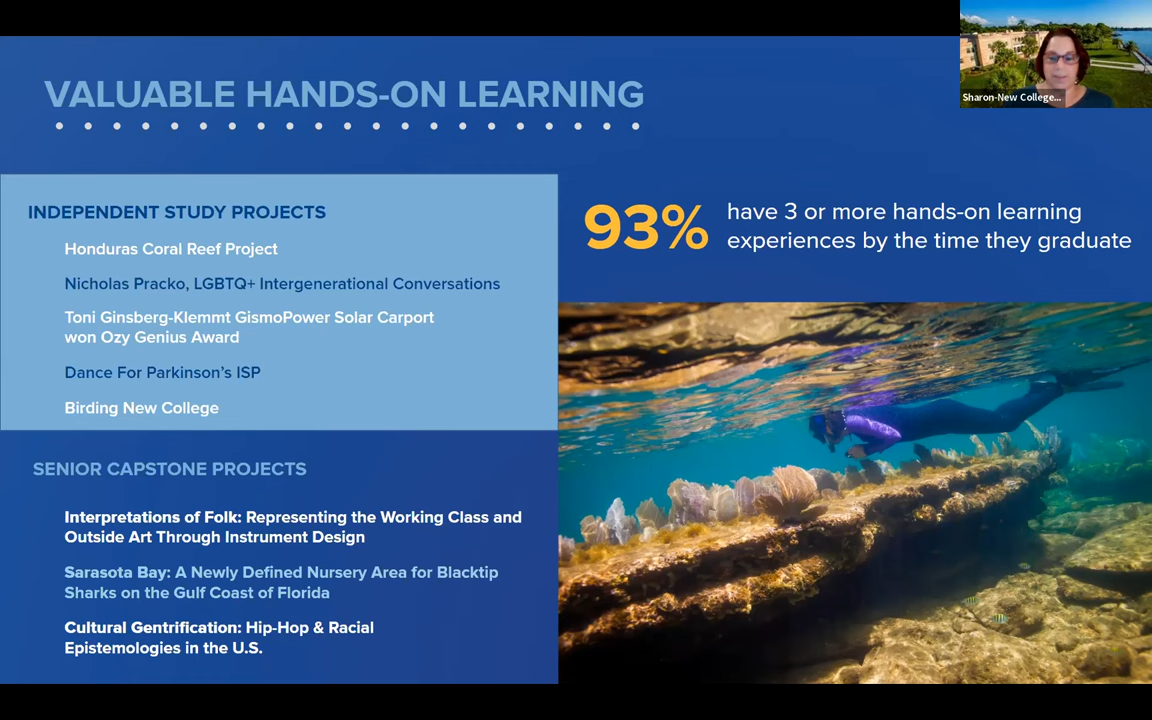 VALUABLE HANDS-ON LEARNING
Sharon-New College...
INDEPENDENT STUDY PROJECTS
Honduras Coral Reef Project
Nicholas Pracko, LGBTQ+ Intergenerational Conversations
Toni Ginsberg-Klemmt GismoPower Solar Carport
won Ozy Genius Award
Dance For Parkinson's ISP
Birding New College
93%
have 3 or more hands-on learning
experiences by the time they graduate
SENIOR CAPSTONE PROJECTS
Interpretations of Folk: Representing the Working Class and
Outside Art Through Instrument Design
Sarasota Bay: A Newly Defined Nursery Area for Blacktip
Sharks on the Gulf Coast of Florida
Cultural Gentrification: Hip-Hop & Racial
Epistemologies in the U.S.